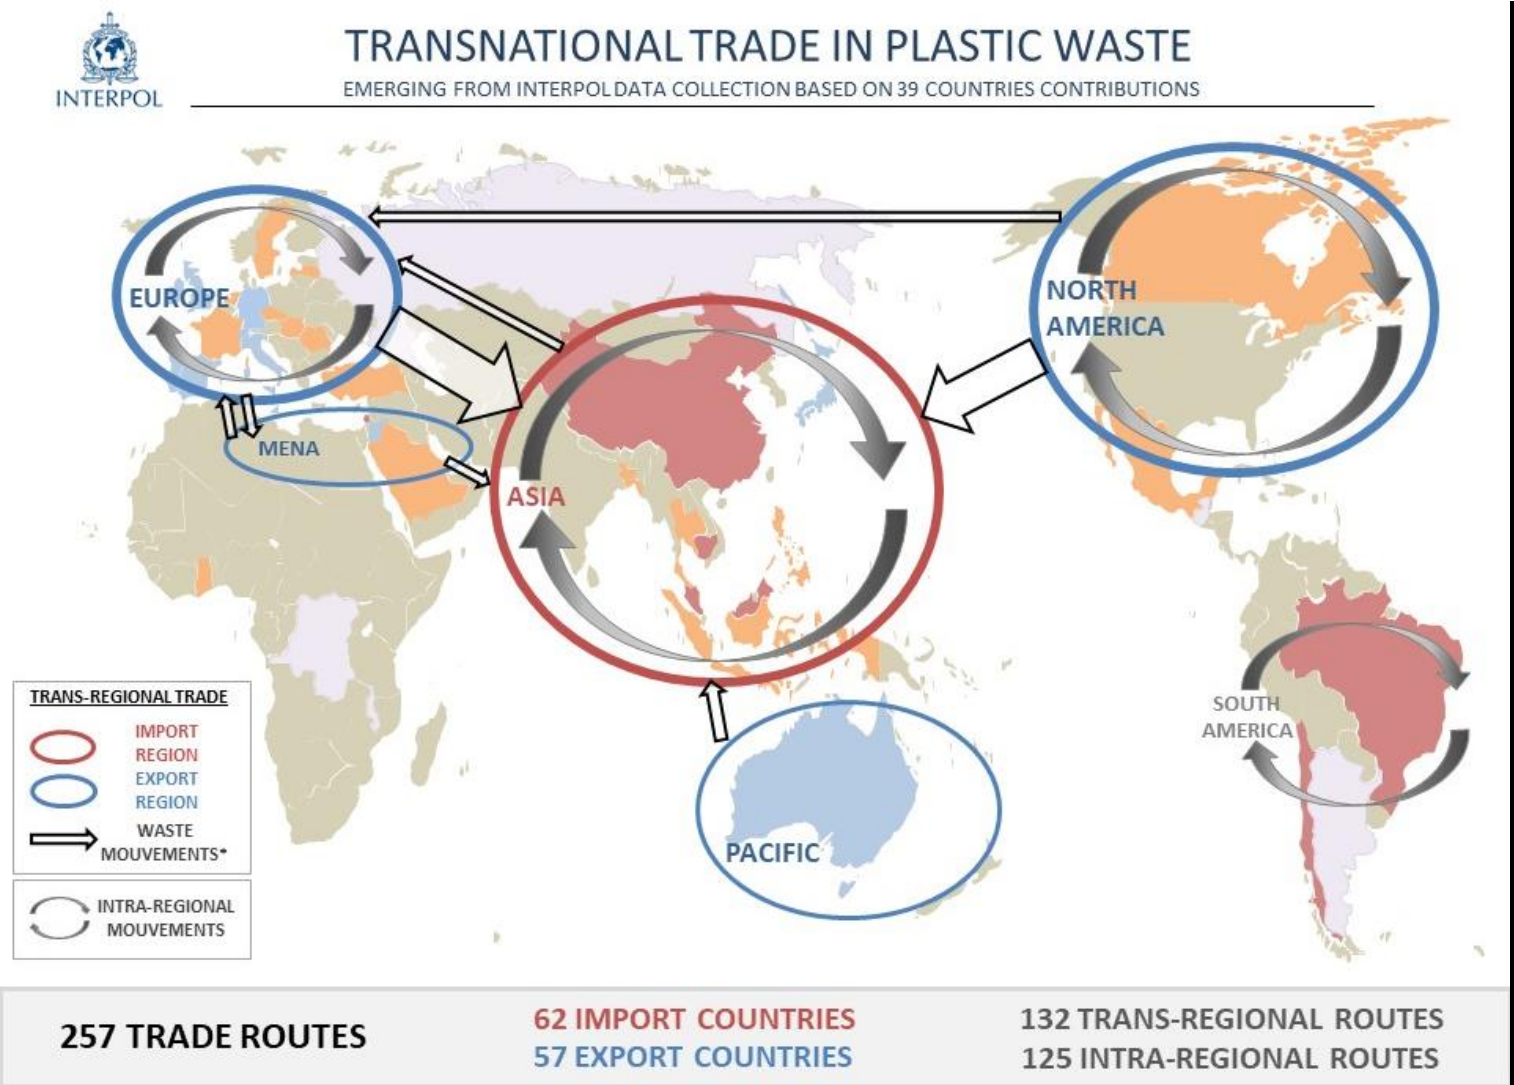 INTERPOL
TRANSNATIONAL TRADE IN PLASTIC WASTE
EMERGING FROM INTERPOL DATA COLLECTION BASED ON 39 COUNTRIES CONTRIBUTIONS
EUROPE
NORTH
AMERICA
MENA
ASIA
SOUTH
AMERICA
PACIFIC
TRANS-REGIONAL TRADE
IMPORT
REGION
EXPORT
REGION
WASTE
MOUVEMENTS*
INTRA-REGIONAL
MOUVEMENTS
257 TRADE ROUTES
62 IMPORT COUNTRIES
57 EXPORT COUNTRIES
132 TRANS-REGIONAL ROUTES
125 INTRA-REGIONAL ROUTES